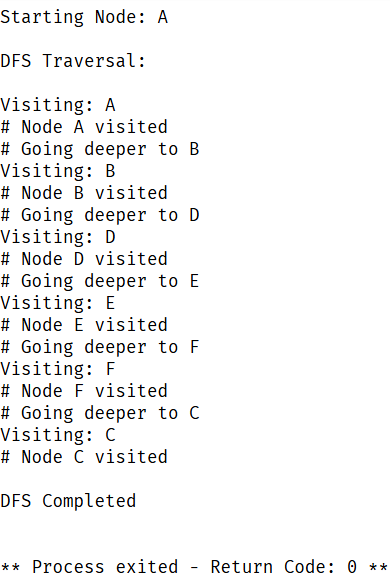 Starting Node: A
DFS Traversal:
Visiting: A
# Node A visited
# Going deeper to B
Visiting: B
# Node B visited
# Going deeper to D
Visiting: D
# Node D visited
# Going deeper to E
Visiting: E
# Node E visited
# Going deeper to F
Visiting: F
# Node F visited
# Going deeper to C
Visiting: C
# Node C visited
DFS Completed
** Process exited - Return Code: 0 **